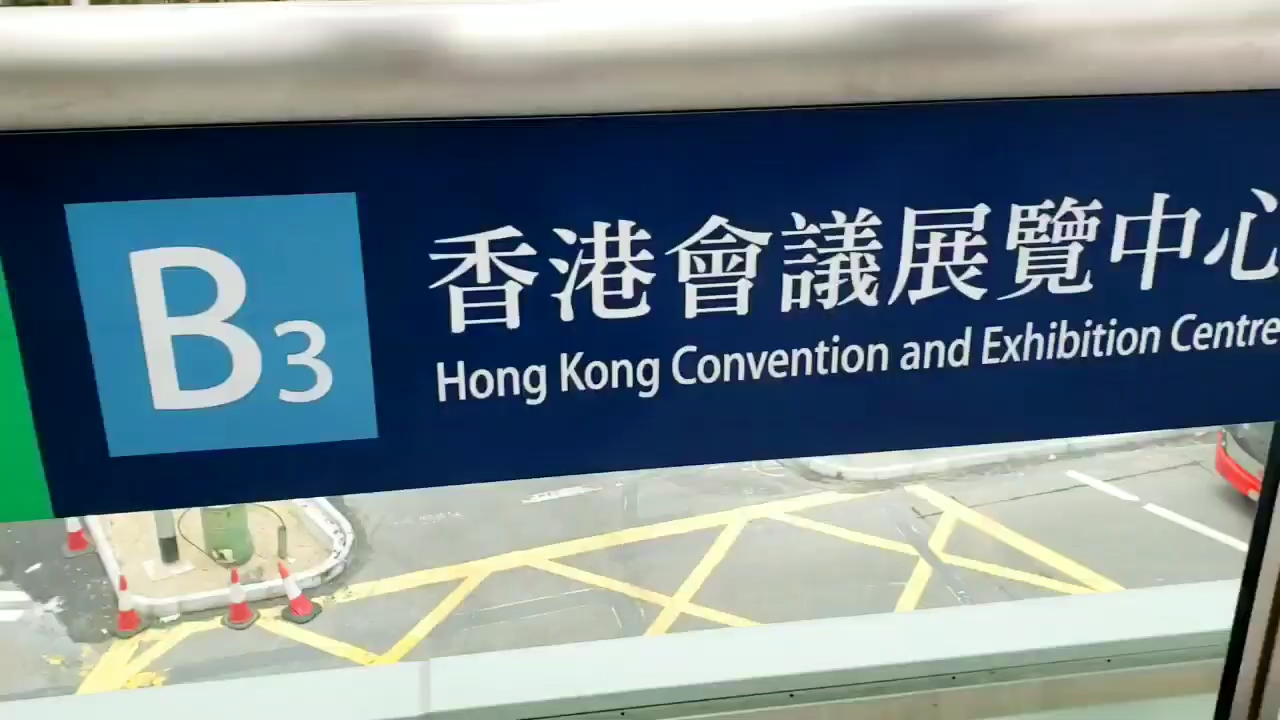 B3
香港會議展覽中心
Hong Kong Convention and Exhibition Centre